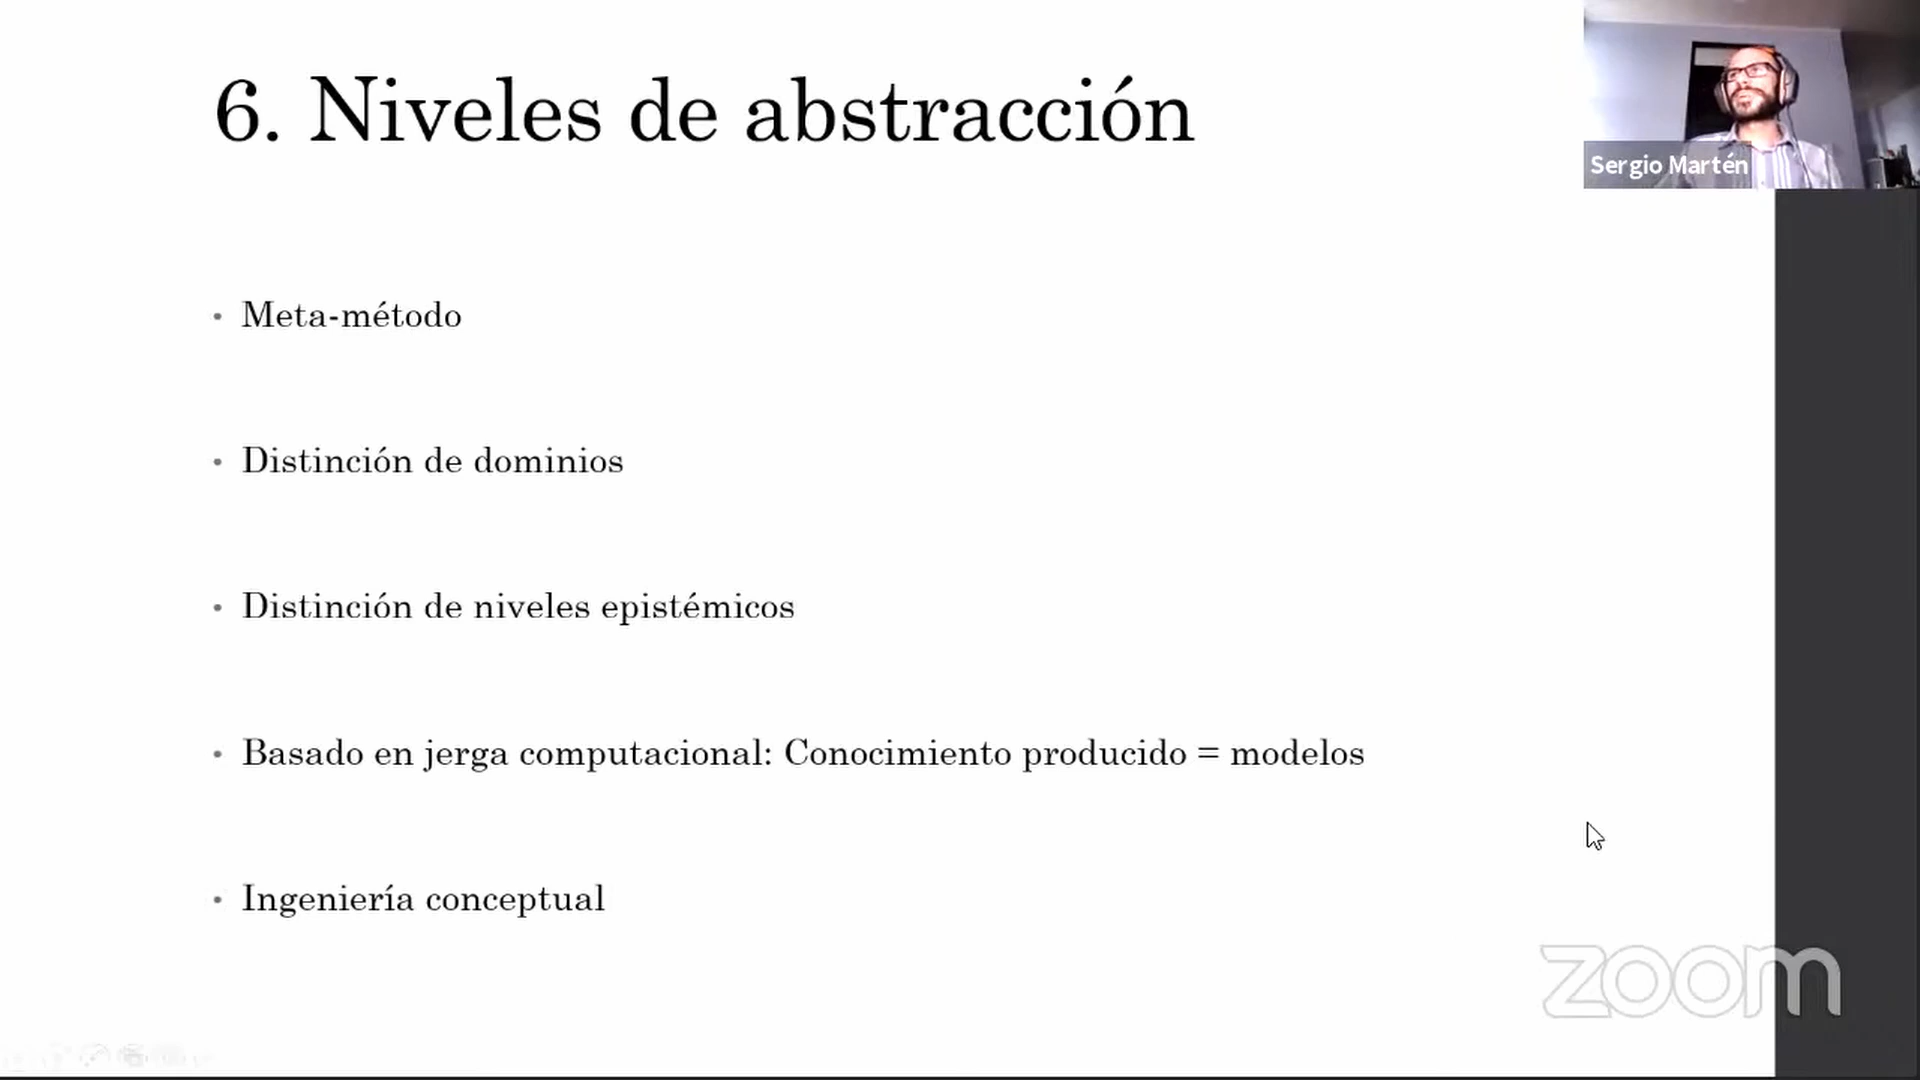 6. Niveles de abstracción
Sergio Martén
• Meta-método
• Distinción de dominios
• Distinción de niveles epistémicos
• Basado en jerga computacional: Conocimiento producido = modelos
• Ingeniería conceptual
zoom